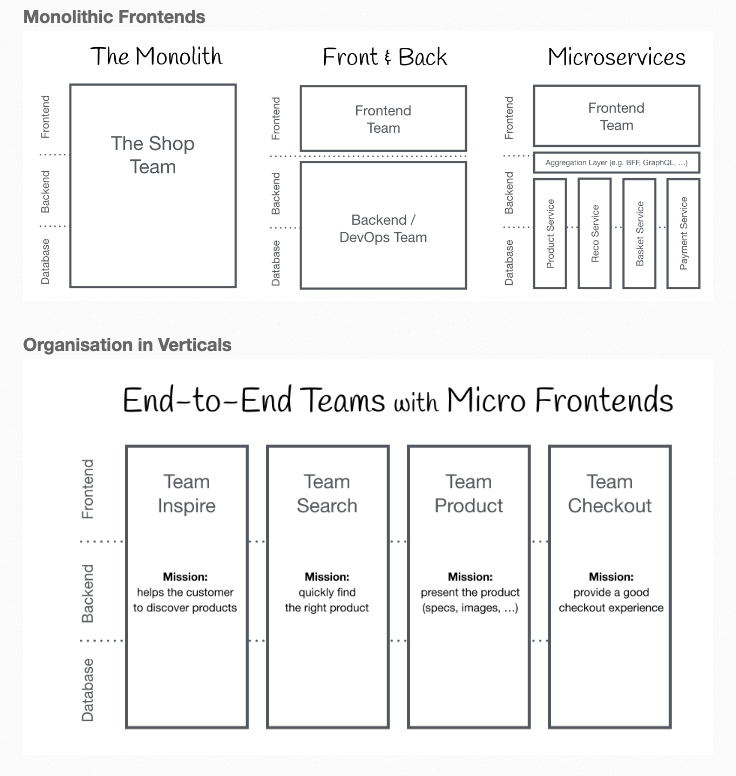 Monolithic Frontends
The Monolith
Front & Back
Microservices
Frontend
Backend
Database
The Shop
Team
Frontend
Backend
Database
Frontend
Team
Backend /
DevOps Team
Frontend
Backend
Database
Frontend
Team
Aggregation Layer (e.g. BFF, GraphQL, ...)
Product Service
Reco Service
Basket Service
Payment Service
Organisation in Verticals
End-to-End Teams with Micro Frontends
Frontend
Backend
Database
Team
Inspire
Mission:
helps the customer
to discover products
Team
Search
Mission:
quickly find
the right product
Team
Product
Mission:
present the product
(specs, images, ...)
Team
Checkout
Mission:
provide a good
checkout experience